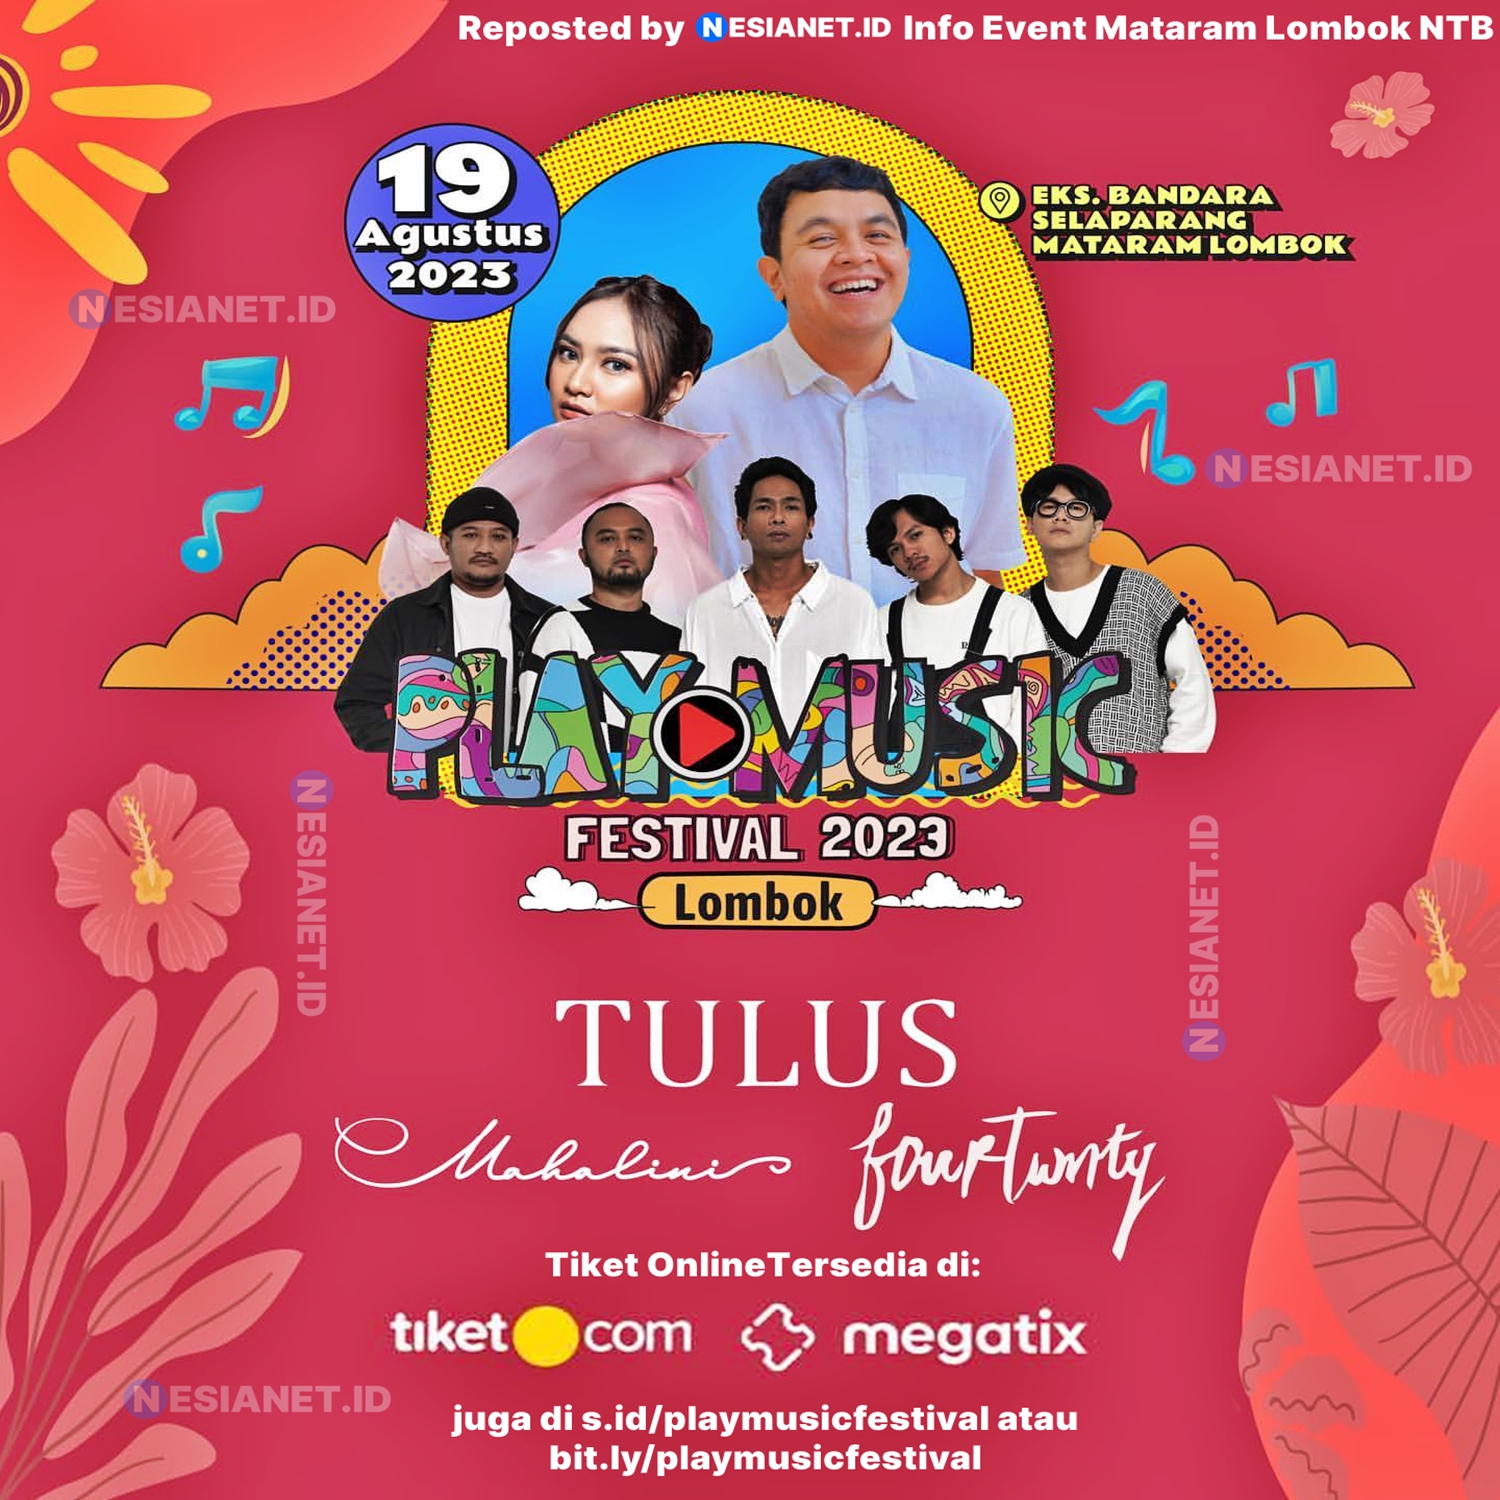 Reposted by NESIANET.ID Info Event Mataram Lombok NTB
19
Agustus
2023
EKS. BANDARA
SELAPARANG
MATARAM LOMBOK
NESIANET.ID
NESIANET.ID
PLAY MUSIC
FESTIVAL 2023
Lombok
NESIANET.ID
NESIANET.ID
TULUS
Mahalini
fourTwnty
Tiket OnlineTersedia di:
tiket.com
megatix
NESIANET.ID
juga di s.id/playmusicfestival atau
bit.ly/playmusicfestival